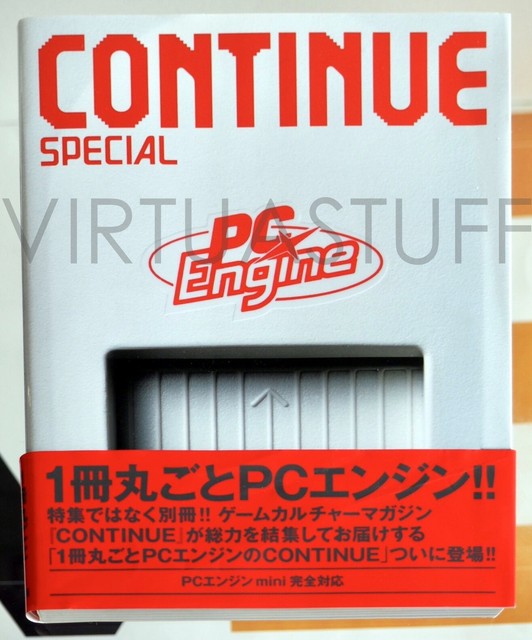 CONTINUE
SPECIAL
VIRTUASTUFF
PC
Engine
1冊丸ごとPCエンジン!!
特集ではなく別冊!! ゲームカルチャーマガジン
『CONTINUE』が総力を結集してお届けする
「1冊丸ごとPCエンジンのCONTINUE」ついに登場!!
PCエンジン mini 完全対応